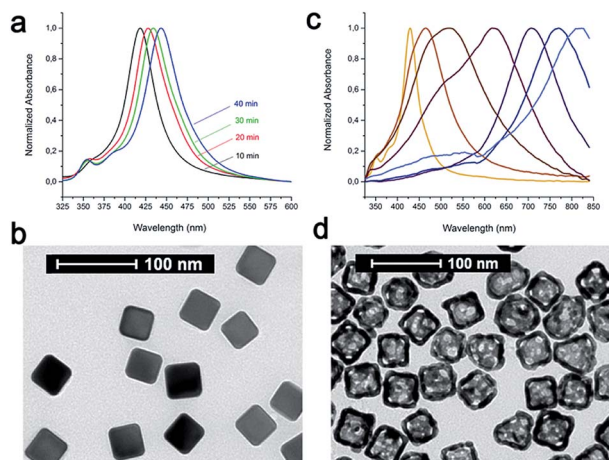 a
1,0
0,8
0,6
0,4
0,2
0,0
Normalized Absorbance
40 min
30 min
20 min
10 min
325 350 375 400 425 450 475 500 525 550 575 600
Wavelength (nm)
c
1,0
0,8
0,6
0,4
0,2
0,0
Normalized Absorbance
350 400 450 500 550 600 650 700 750 800 850
Wavelength (nm)
b
100 nm
d
100 nm